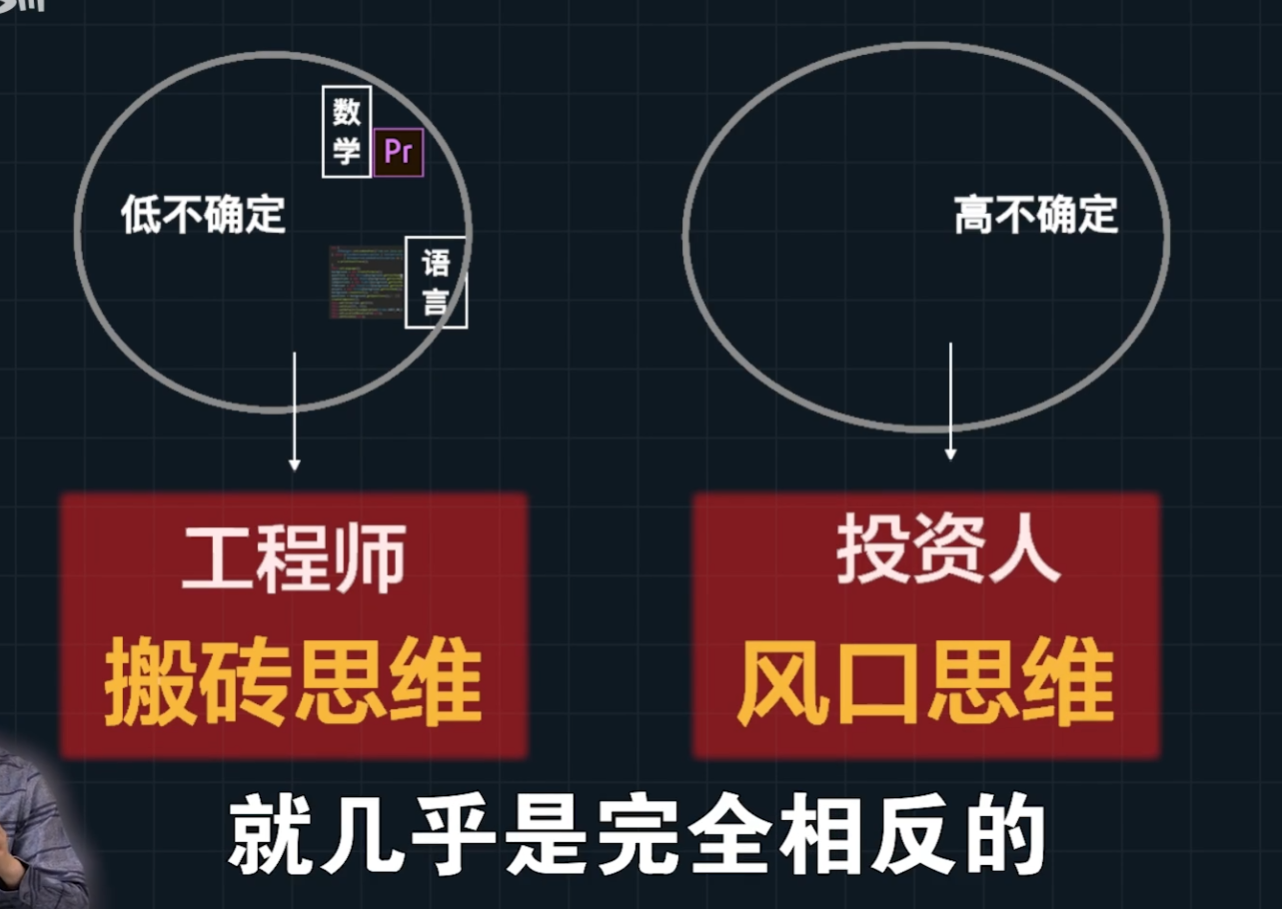 数学
Pr
低不确定
语言
高不确定
工程师
搬砖思维
投资人
风口思维
就几乎是完全相反的